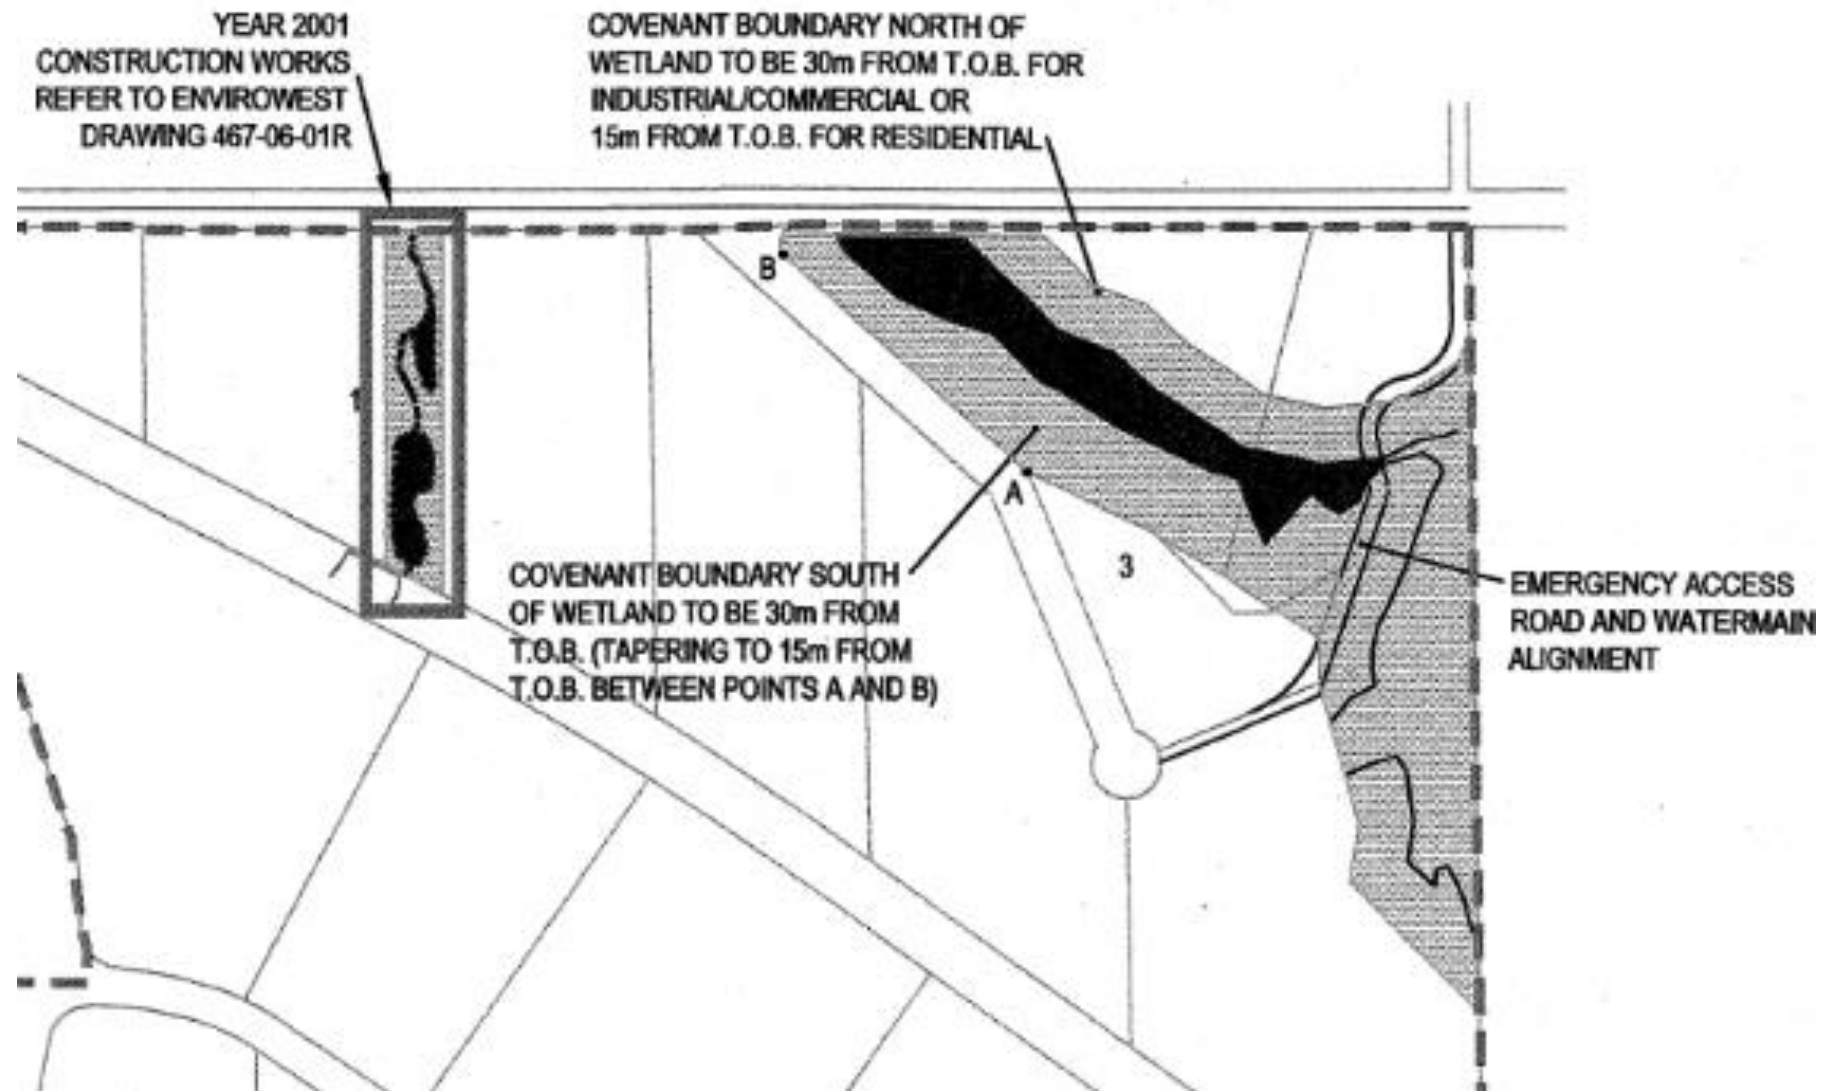 YEAR 2001
CONSTRUCTION WORKS
REFER TO ENVIROWEST
DRAWING 467-06-01R
COVENANT BOUNDARY NORTH OF
WETLAND TO BE 30m FROM T.O.B. FOR
INDUSTRIAL/COMMERCIAL OR
15m FROM T.O.B. FOR RESIDENTIAL
B
A
3
COVENANT BOUNDARY SOUTH
OF WETLAND TO BE 30m FROM
T.O.B. (TAPERING TO 15m FROM
T.O.B. BETWEEN POINTS A AND B)
EMERGENCY ACCESS
ROAD AND WATERMAIN
ALIGNMENT